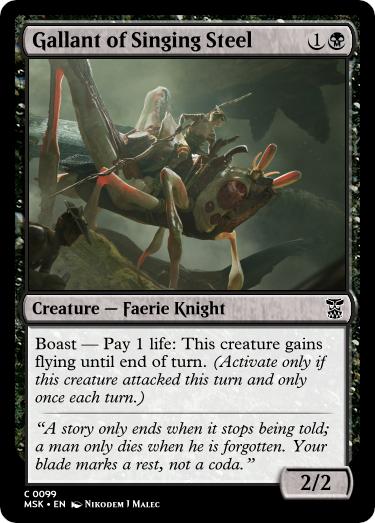 Gallant of Singing Steel 1
Creature — Faerie Knight
Boast — Pay 1 life: This creature gains
flying until end of turn. (Activate only if
this creature attacked this turn and only
once each turn.)
“A story only ends when it stops being told;
a man only dies when he is forgotten. Your
blade marks a rest, not a coda.”
2/2
C 0099
MSK • EN Nikodem J Malec